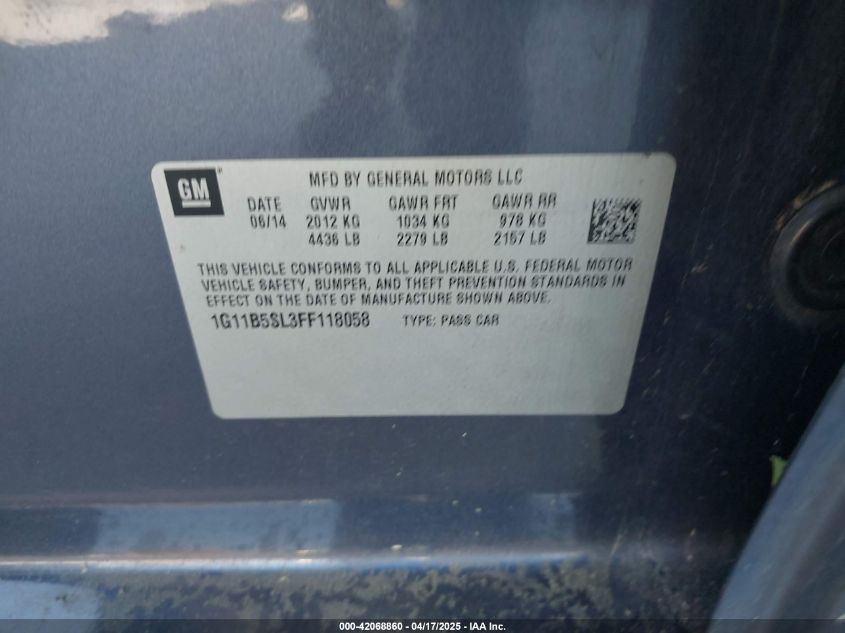 GM
MFD BY GENERAL MOTORS LLC
DATE GVWR GAWR FRT GAWR RR
06/14 2012 KG 1034 KG 978 KG
4436 LB 2279 LB 2157 LB
THIS VEHICLE CONFORMS TO ALL APPLICABLE U.S. FEDERAL MOTOR
VEHICLE SAFETY, BUMPER, AND THEFT PREVENTION STANDARDS IN
EFFECT ON THE DATE OF MANUFACTURE SHOWN ABOVE.
1G11B5SL3FF118058 TYPE: PASS CAR
000-42068860 - 04/17/2025 - IAA Inc.